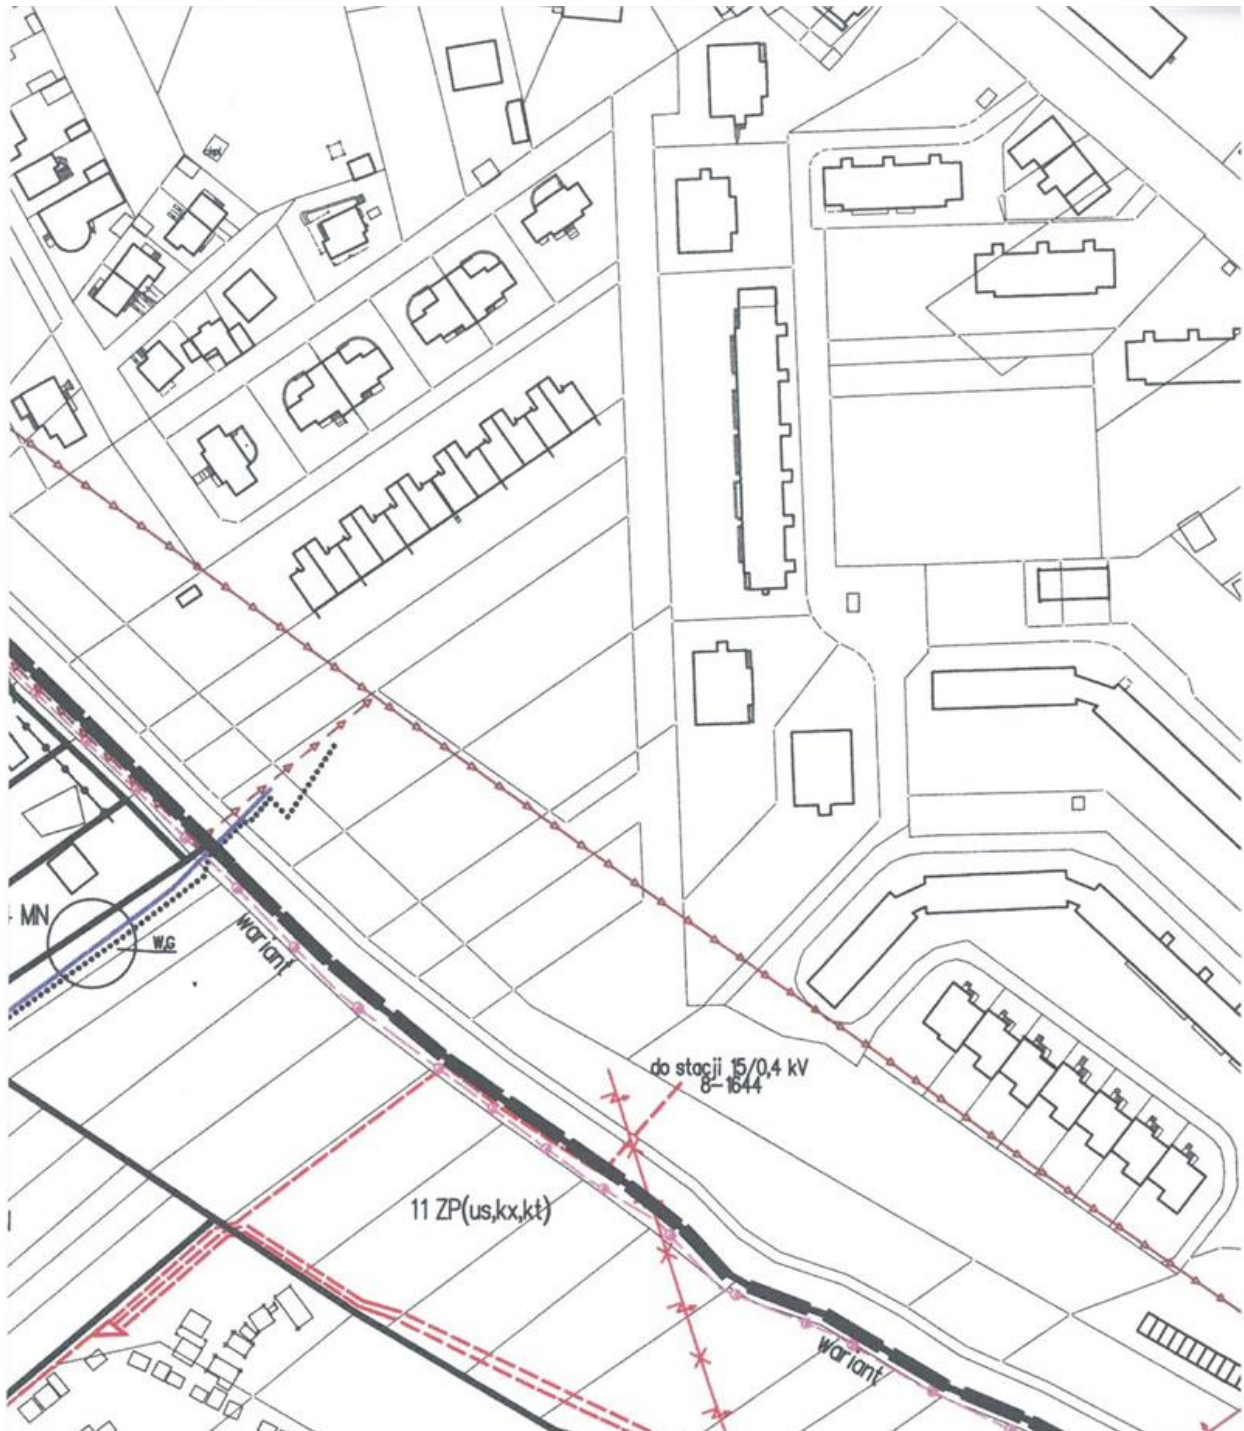 MN
W,G
wariant
do stacji 15/0,4 kV
8-1644
11 ZP(us,kx,kt)
wariant